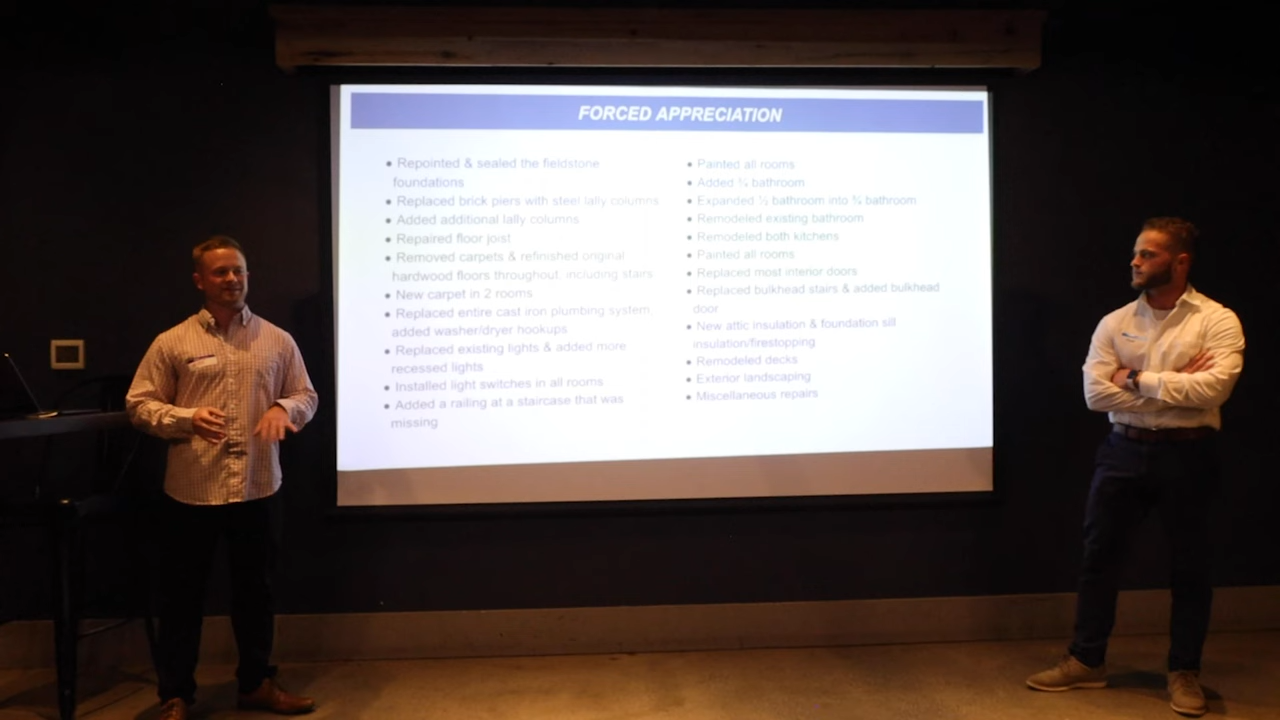 FORCED APPRECIATION
● Repointed & sealed the fieldstone
foundations
● Replaced brick piers with steel lally columns
● Added additional lally columns
● Repaired floor joist
● Removed carpets & refinished original
hardwood floors throughout, including stairs
● New carpet in 2 rooms
● Replaced entire cast iron plumbing system,
added washer/dryer hookups
● Replaced existing lights & added more
recessed lights
● Installed light switches in all rooms
● Added a railing at a staircase that was
missing
● Painted all rooms
● Added ¾ bathroom
● Expanded ½ bathroom into ¾ bathroom
● Remodeled existing bathroom
● Remodeled both kitchens
● Painted all rooms
● Replaced most interior doors
● Replaced bulkhead stairs & added bulkhead
door
● New attic insulation & foundation sill
insulation/firestopping
● Remodeled decks
● Exterior landscaping
● Miscellaneous repairs